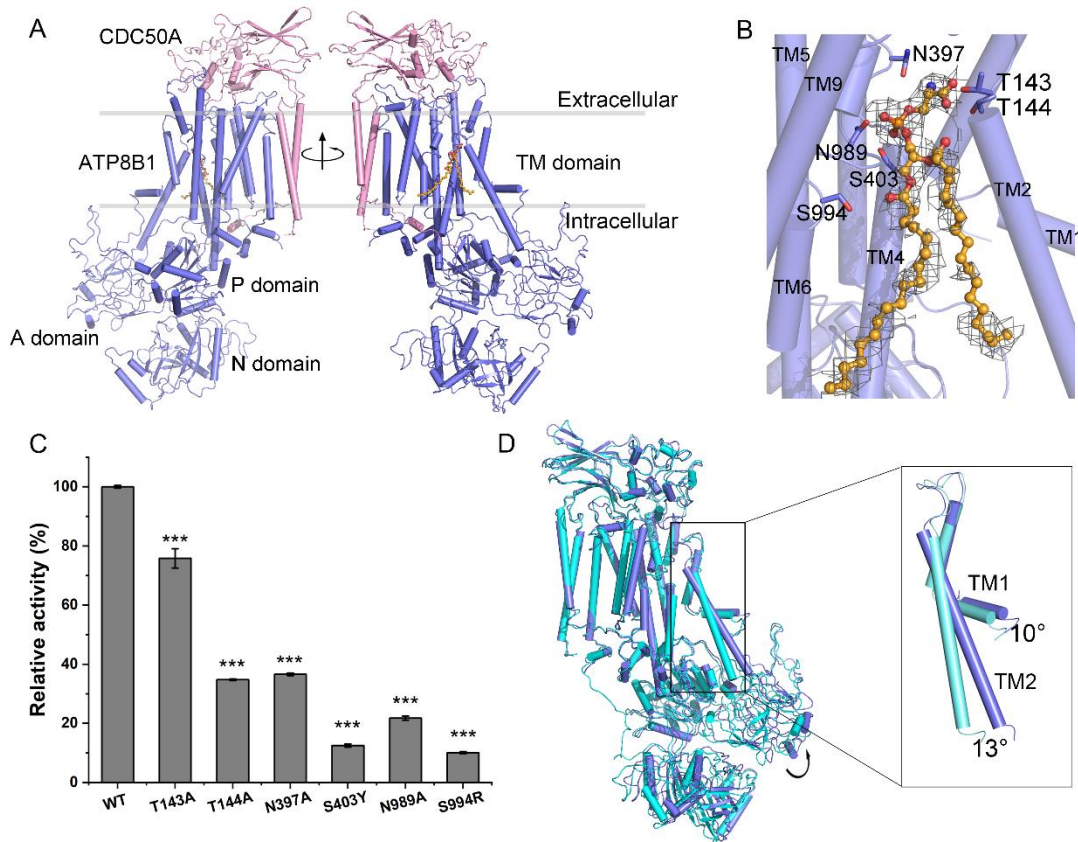 A
CDC50A
Extracellular
ATP8B1
TM domain
Intracellular
P domain
A domain
N domain
B
TM5
N397
TM9
T143
T144
N989
S403
TM2
S994
TM1
TM4
TM6
C
Relative activity (%)
100
80
60
40
20
0
***
***
***
***
***
***
WT
T143A
T144A
N397A
S403Y
N989A
S994R
D
TM1
10°
TM2
13°